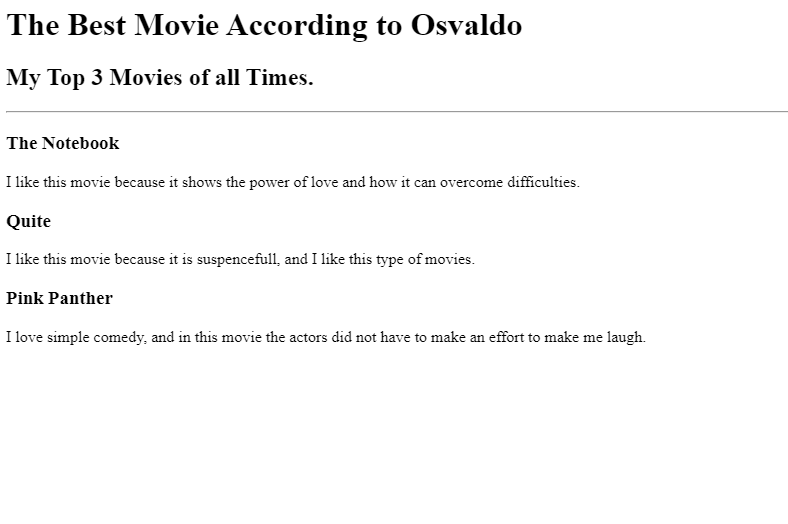 The Best Movie According to Osvaldo
My Top 3 Movies of all Times.
The Notebook
I like this movie because it shows the power of love and how it can overcome difficulties.
Quite
I like this movie because it is suspencefull, and I like this type of movies.
Pink Panther
I love simple comedy, and in this movie the actors did not have to make an effort to make me laugh.